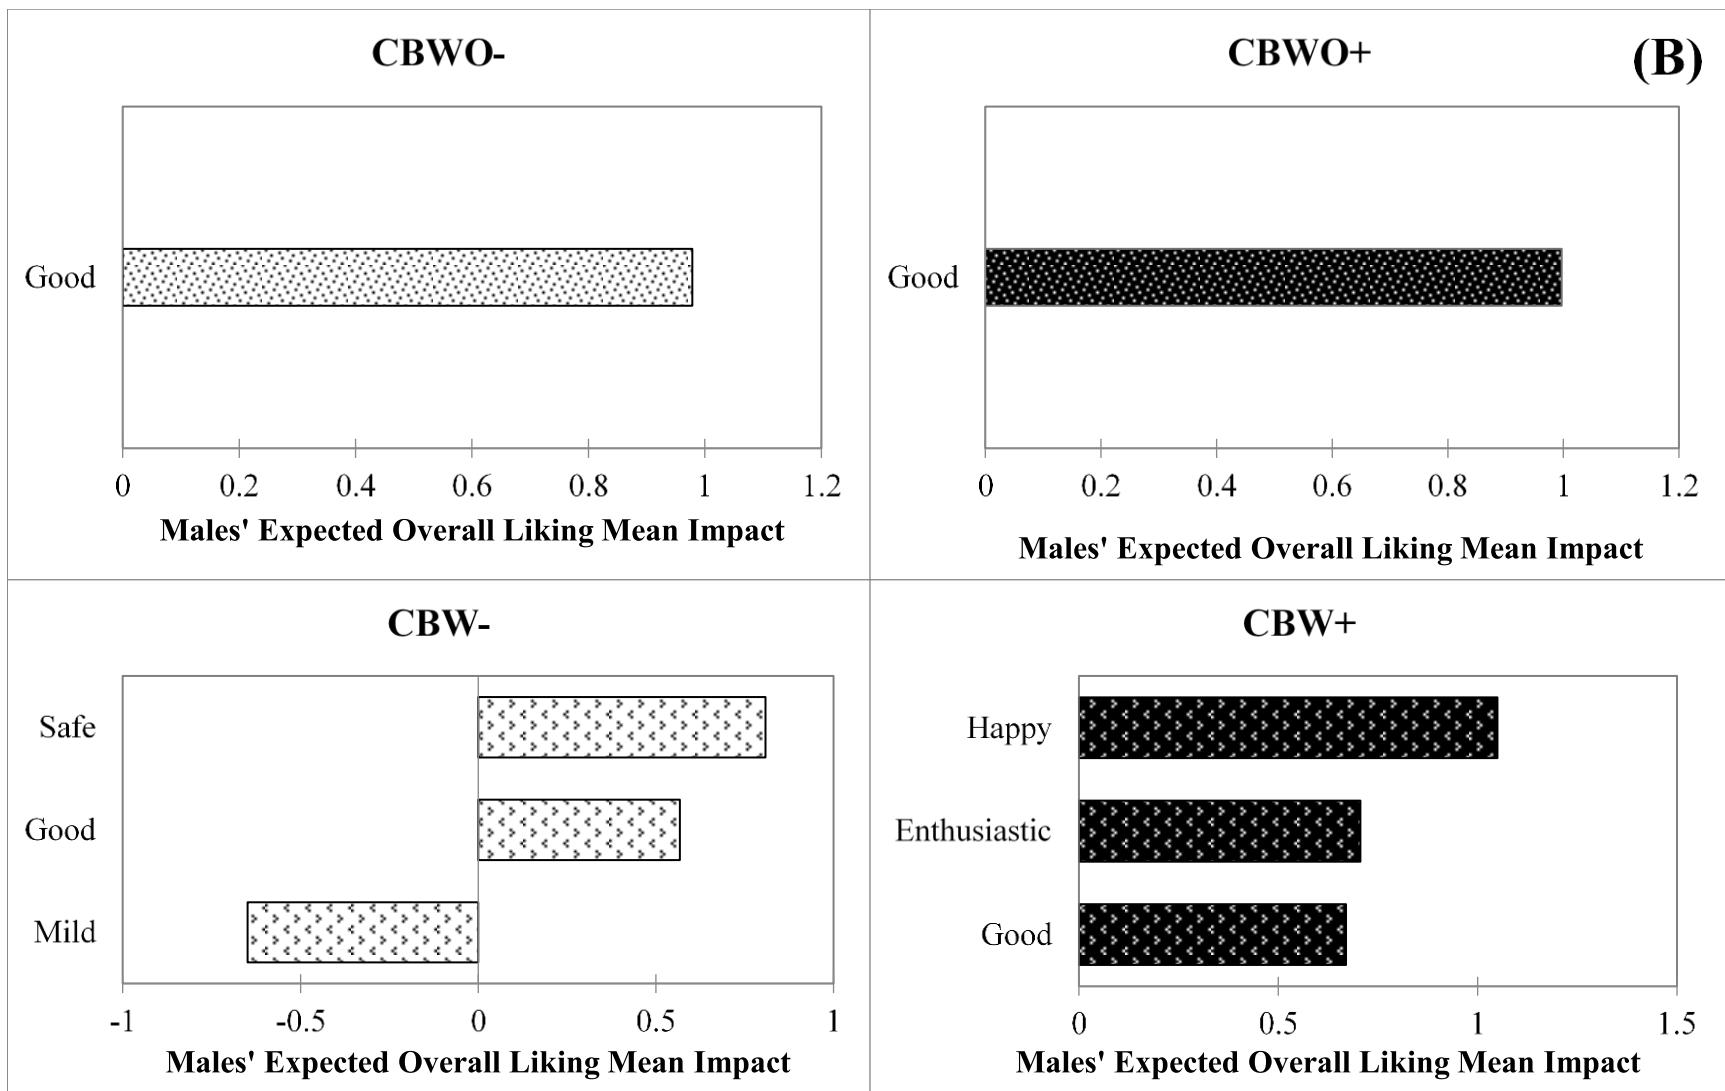 CBWO-
Good
0 0.2 0.4 0.6 0.8 1 1.2
Males' Expected Overall Liking Mean Impact
CBWO+
(B)
Good
0 0.2 0.4 0.6 0.8 1 1.2
Males' Expected Overall Liking Mean Impact
CBW-
Safe
Good
Mild
-1 -0.5 0 0.5 1
Males' Expected Overall Liking Mean Impact
CBW+
Happy
Enthusiastic
Good
0 0.5 1 1.5
Males' Expected Overall Liking Mean Impact